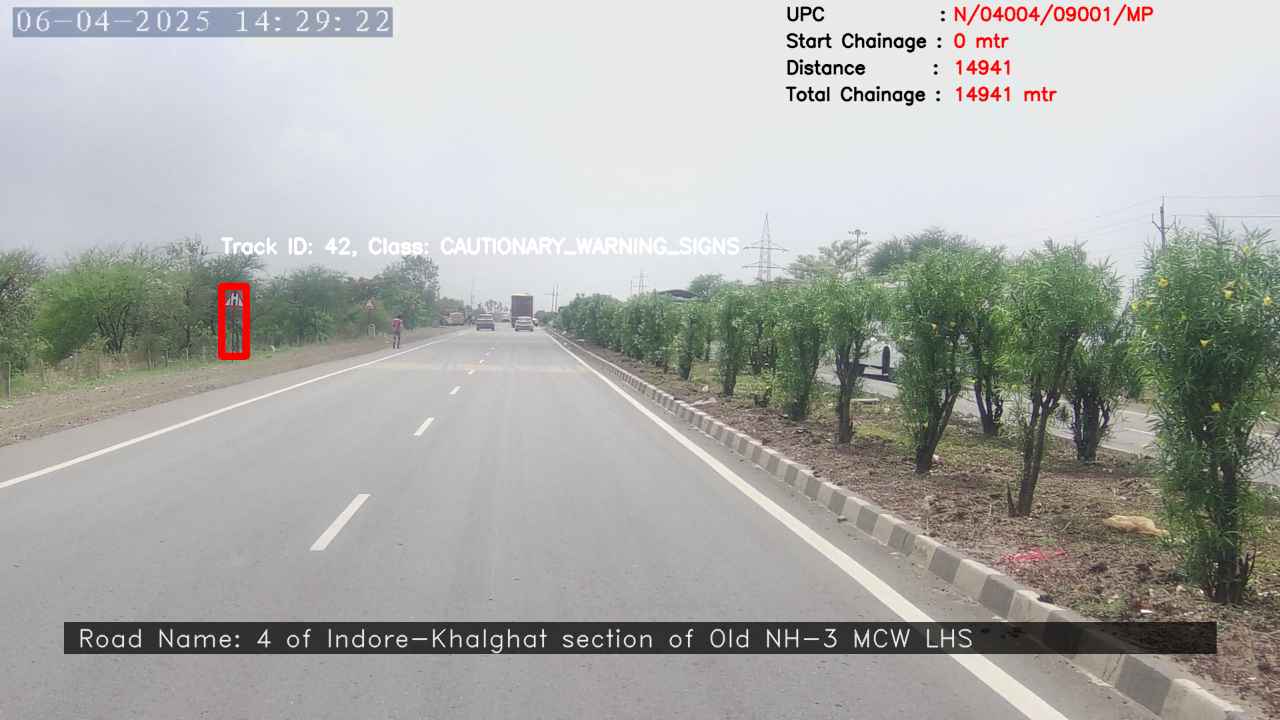 06-04-2025 14:29:22
UPC : N/04004/09001/MP
Start Chainage : 0 mtr
Distance : 14941
Total Chainage : 14941 mtr
Track ID: 42, Class: CAUTIONARY_WARNING_SIGNS
Road Name: 4 of Indore-Khalghat section of Old NH-3 MCW LHS